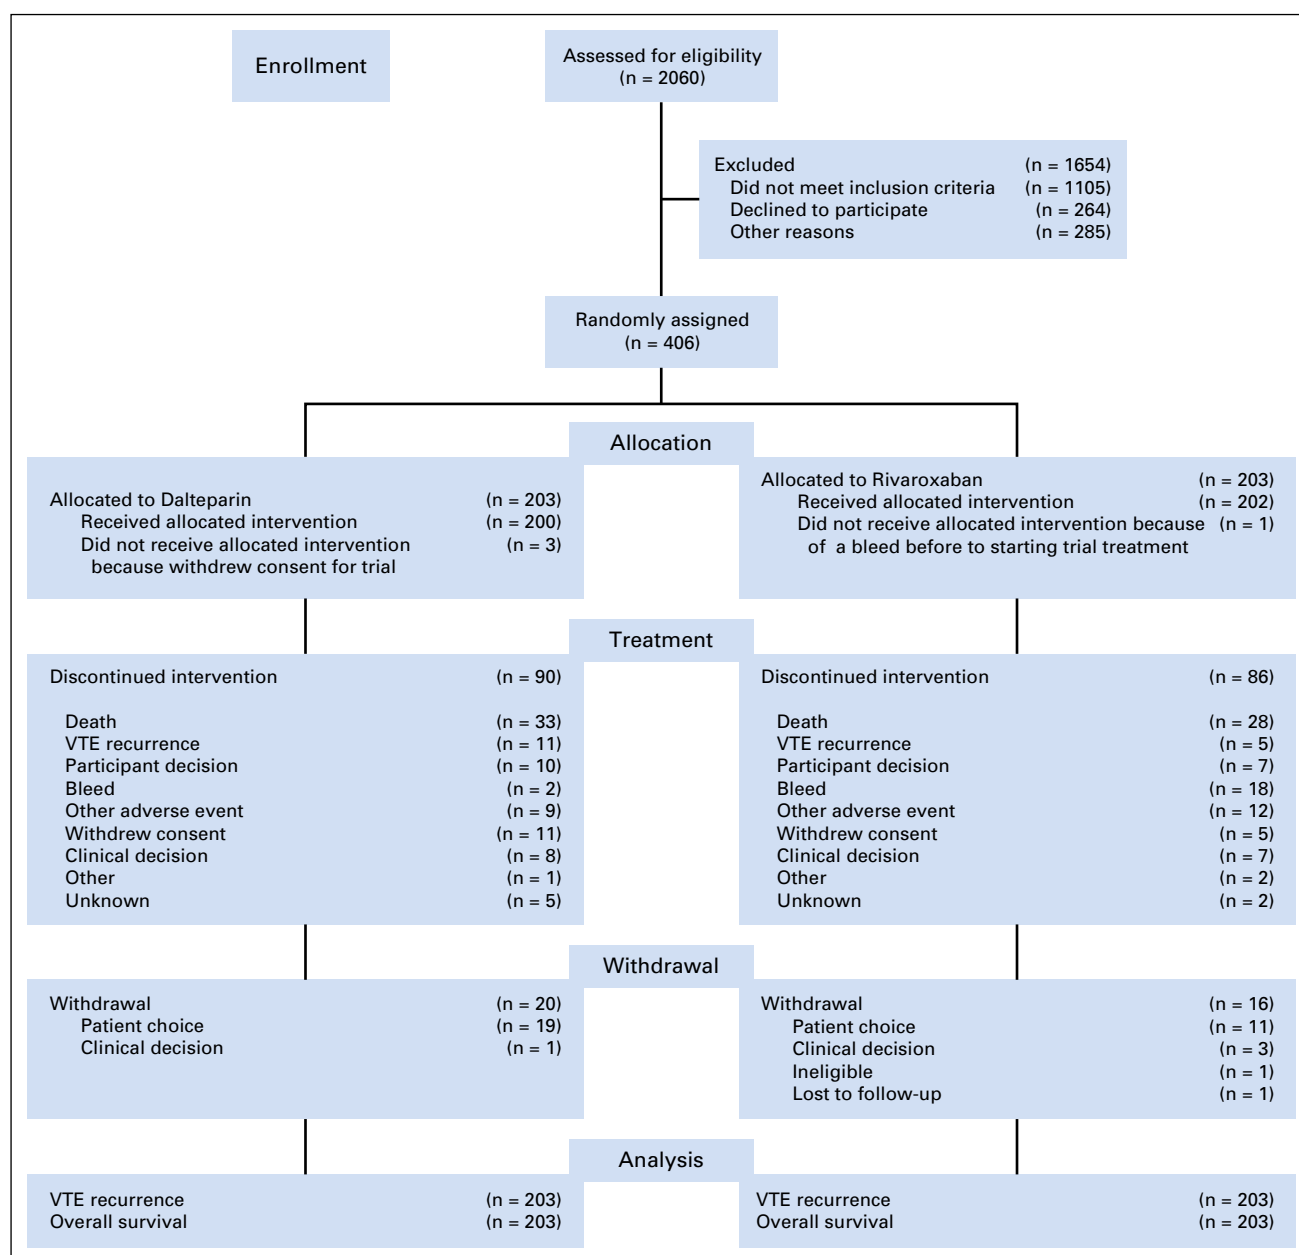 Enrollment
Assessed for eligibility
(n = 2060)
Excluded (n = 1654)
Did not meet inclusion criteria (n = 1105)
Declined to participate (n = 264)
Other reasons (n = 285)
Randomly assigned
(n = 406)
Allocation
Allocated to Dalteparin (n = 203)
Received allocated intervention (n = 200)
Did not receive allocated intervention (n = 3)
because withdrew consent for trial
Allocated to Rivaroxaban (n = 203)
Received allocated intervention (n = 202)
Did not receive allocated intervention because (n = 1)
of a bleed before to starting trial treatment
Treatment
Discontinued intervention (n = 90)
Death (n = 33)
VTE recurrence (n = 11)
Participant decision (n = 10)
Bleed (n = 2)
Other adverse event (n = 9)
Withdrew consent (n = 11)
Clinical decision (n = 8)
Other (n = 1)
Unknown (n = 5)
Discontinued intervention (n = 86)
Death (n = 28)
VTE recurrence (n = 5)
Participant decision (n = 7)
Bleed (n = 18)
Other adverse event (n = 12)
Withdrew consent (n = 5)
Clinical decision (n = 7)
Other (n = 2)
Unknown (n = 2)
Withdrawal
Withdrawal (n = 20)
Patient choice (n = 19)
Clinical decision (n = 1)
Withdrawal (n = 16)
Patient choice (n = 11)
Clinical decision (n = 3)
Ineligible (n = 1)
Lost to follow-up (n = 1)
Analysis
VTE recurrence (n = 203)
Overall survival (n = 203)
VTE recurrence (n = 203)
Overall survival (n = 203)